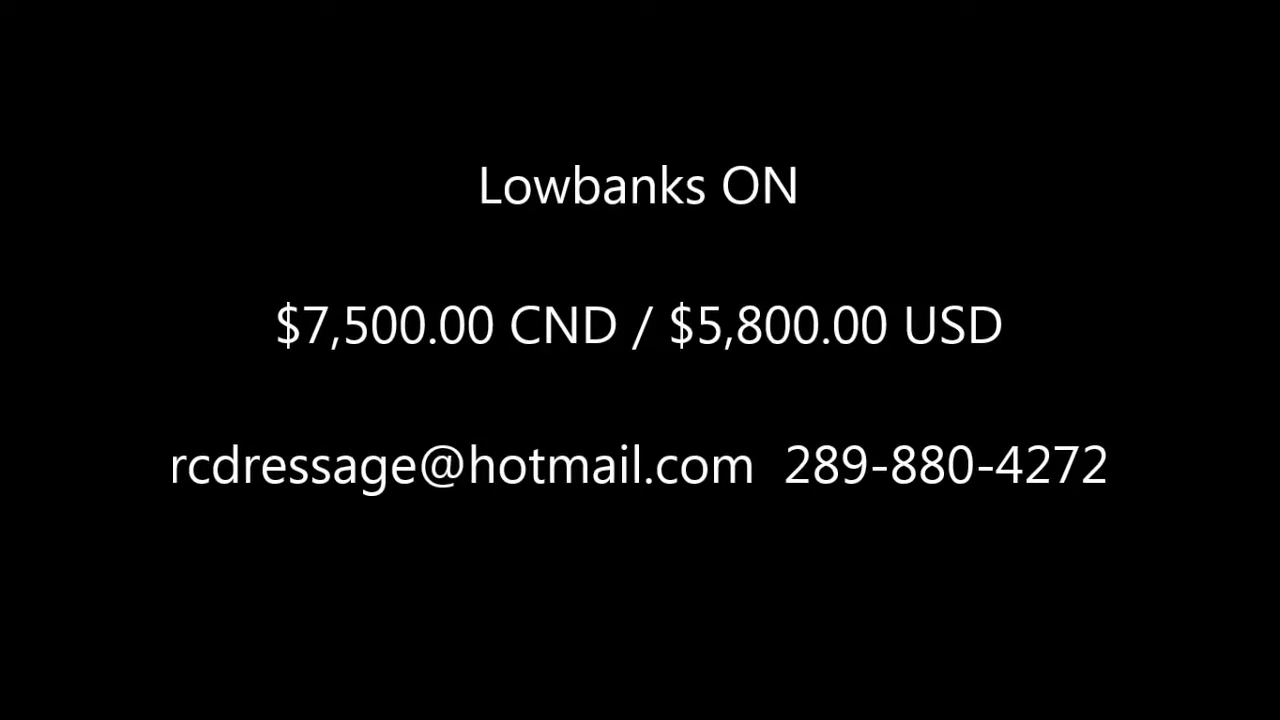 Lowbanks ON
$7,500.00 CND / $5,800.00 USD
rcdressage@hotmail.com  289-880-4272